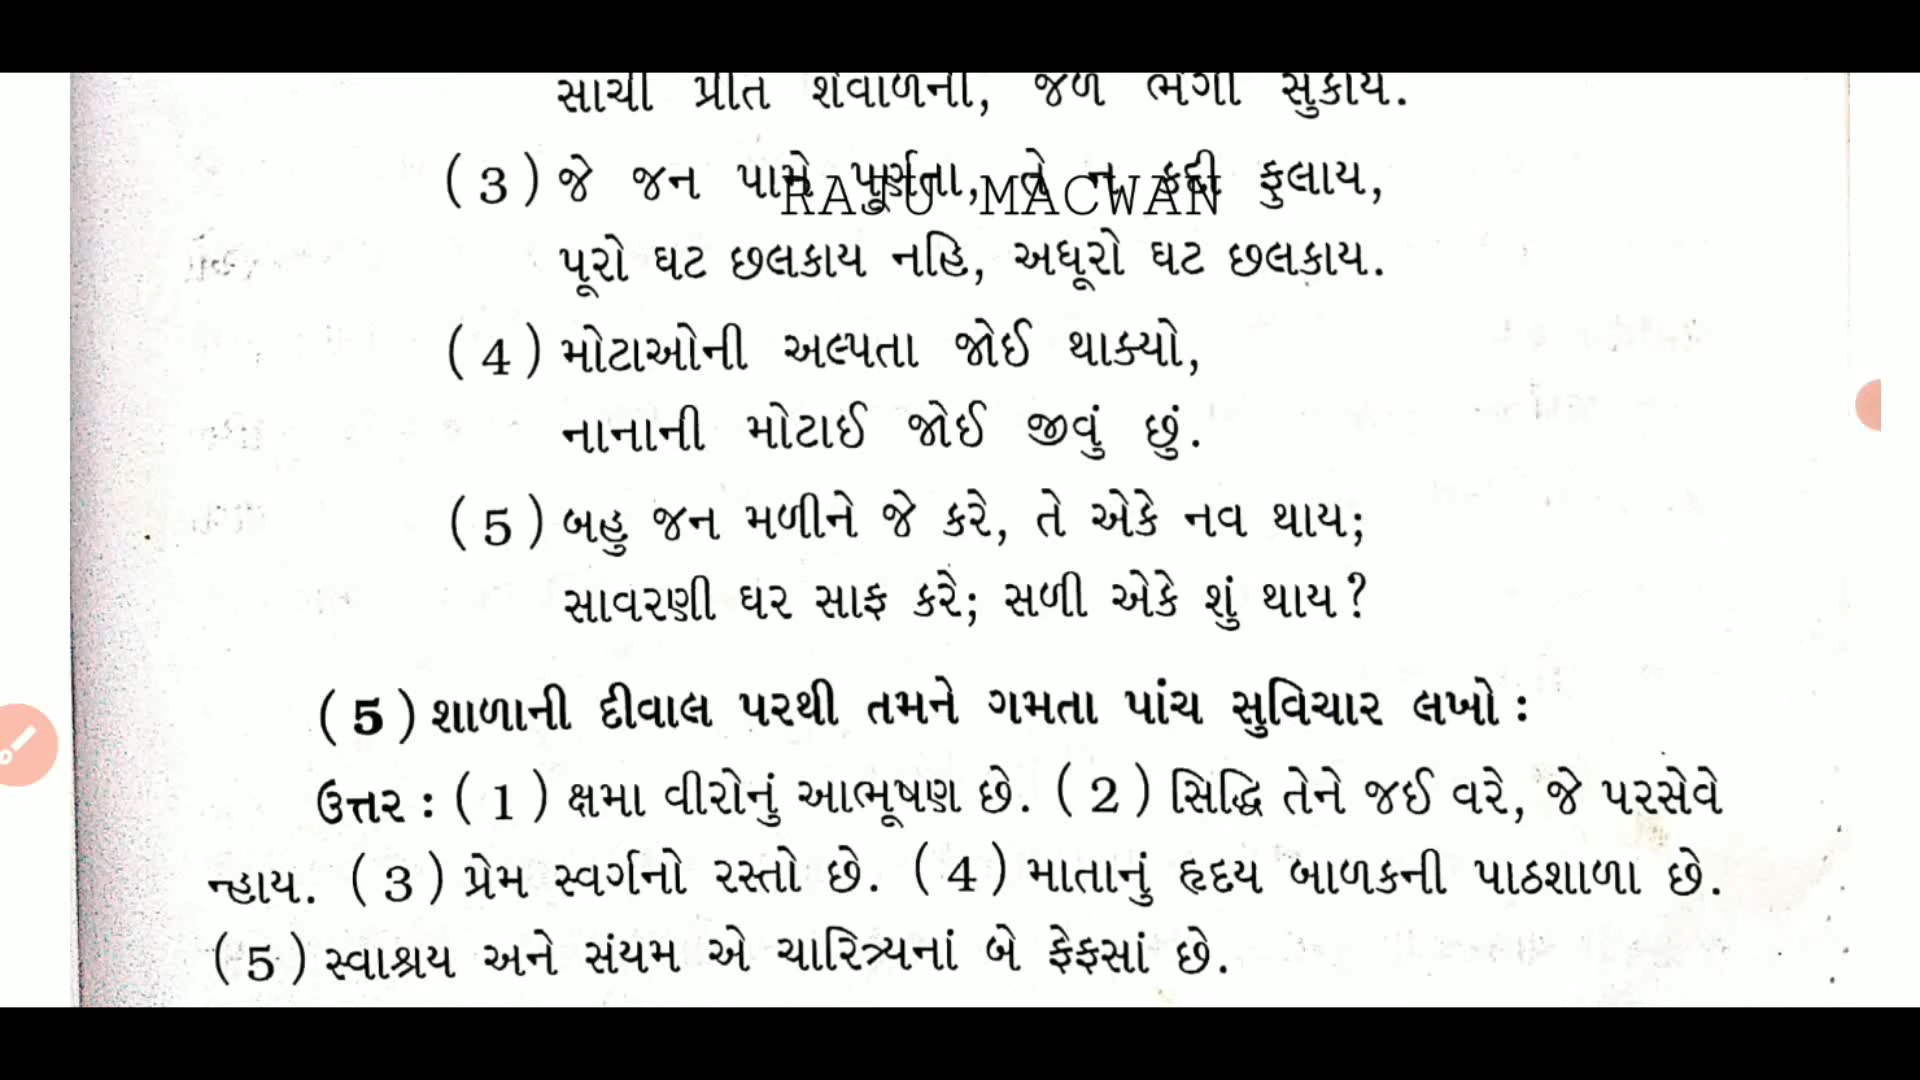 સાચી પ્રીત શેવાળની, જળ ભેગી સુકાય.
(3) જે જન પામે પૂર્ણતા, તે ન કદી ફુલાય,
RAJU MACWAN
પૂરો ઘટ છલકાય નહિ, અધૂરો ઘટ છલકાય.
(4) મોટાઓની અલ્પતા જોઈ થાક્યો,
નાનાની મોટાઈ જોઈ જીવું છું.
(5) બહુ જન મળીને જે કરે, તે એકે નવ થાય;
સાવરણી ઘર સાફ કરે; સળી એકે શું થાય?
(5) શાળાની દીવાલ પરથી તમને ગમતા પાંચ સુવિચાર લખો :
ઉત્તર : (1) ક્ષમા વીરોનું આભૂષણ છે. (2) સિદ્ધિ તેને જઈ વરે, જે પરસેવે
ન્હાય. (3) પ્રેમ સ્વર્ગનો રસ્તો છે. (4) માતાનું હૃદય બાળકની પાઠશાળા છે.
(5) સ્વાશ્રય અને સંયમ એ ચારિત્ર્યનાં બે ફેફસાં છે.